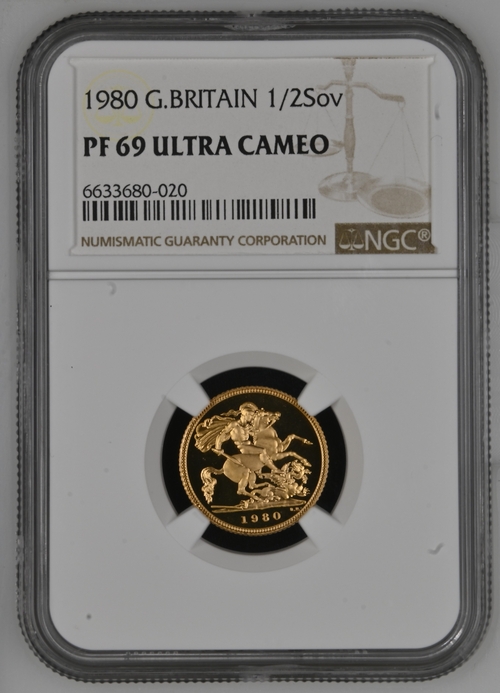 1980 G.BRITAIN 1/2Sov
PF 69 ULTRA CAMEO
6633680-020
NUMISMATIC GUARANTY CORPORATION
NGC®
1980